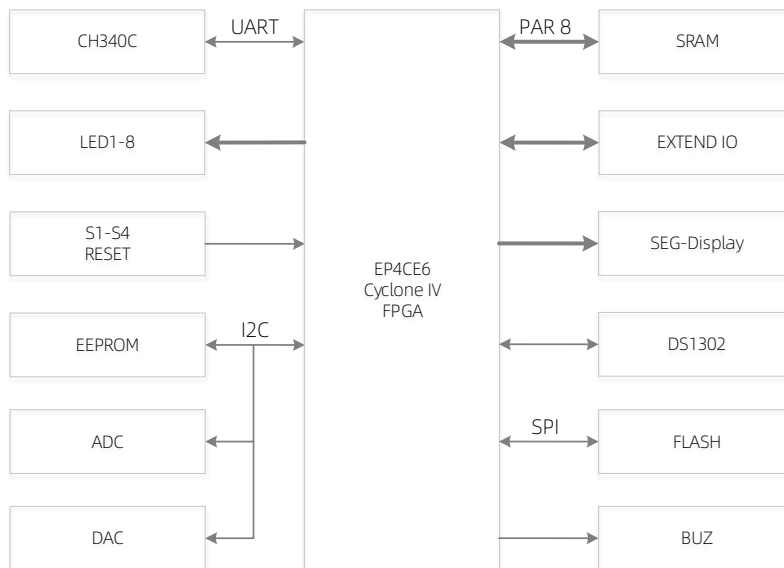 CH340C
UART
PAR 8
SRAM
LED1-8
EXTEND IO
S1-S4
RESET
SEG-Display
EP4CE6
Cyclone IV
FPGA
EEPROM
I2C
DS1302
ADC
SPI
FLASH
DAC
BUZ